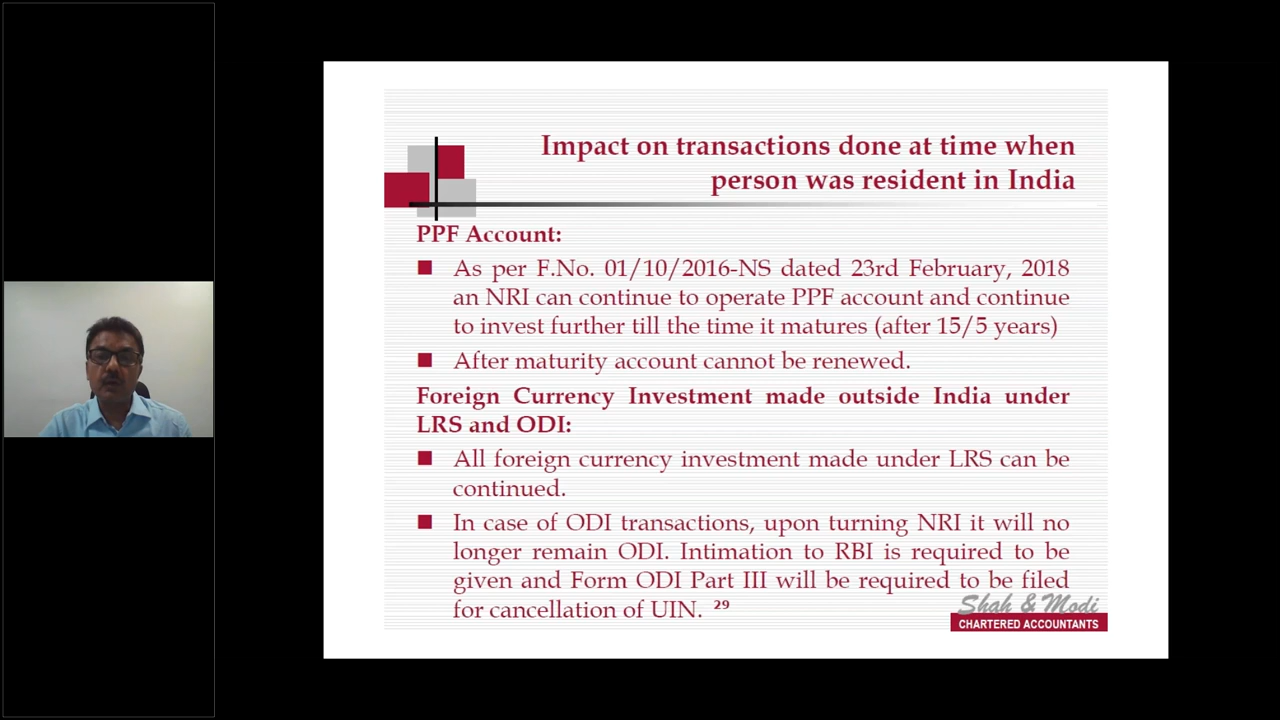 Impact on transactions done at time when
person was resident in India
PPF Account:
As per F.No. 01/10/2016-NS dated 23rd February, 2018
an NRI can continue to operate PPF account and continue
to invest further till the time it matures (after 15/5 years)
After maturity account cannot be renewed.
Foreign Currency Investment made outside India under
LRS and ODI:
All foreign currency investment made under LRS can be
continued.
In case of ODI transactions, upon turning NRI it will no
longer remain ODI. Intimation to RBI is required to be
given and Form ODI Part III will be required to be filed
for cancellation of UIN. 29
Shah & Modi
CHARTERED ACCOUNTANTS